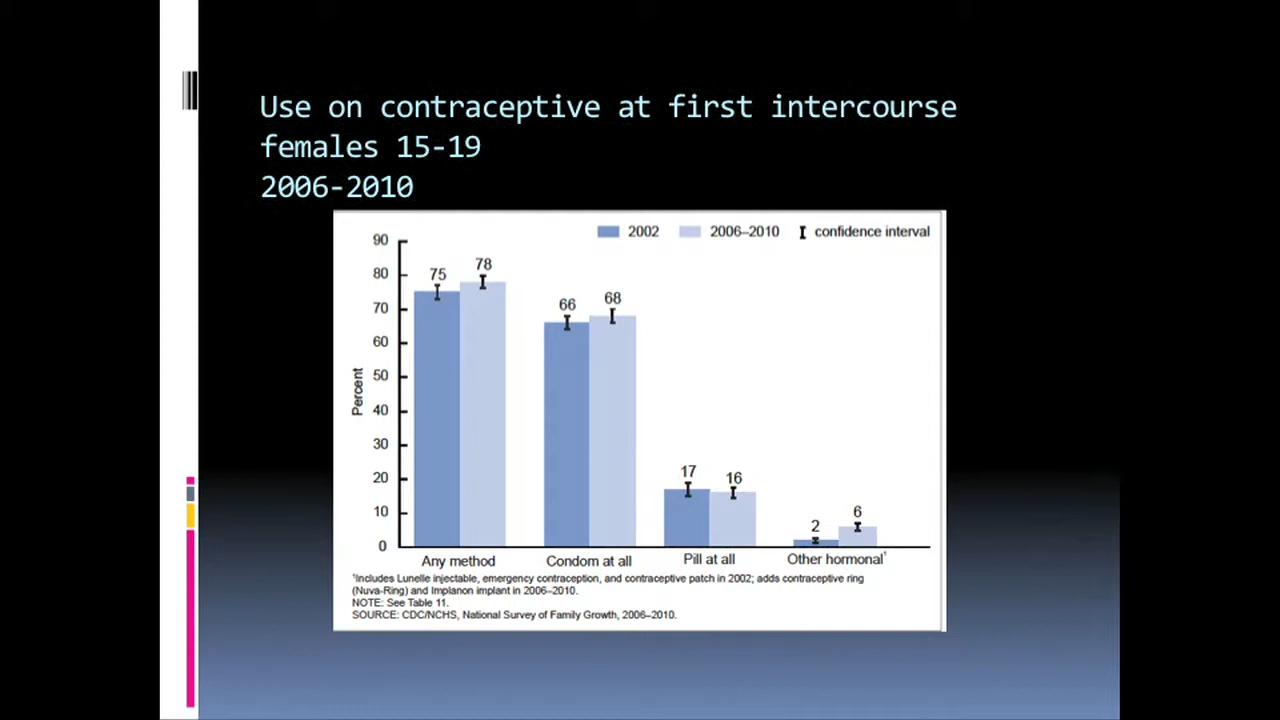 Use on contraceptive at first intercourse
females 15-19
2006-2010
2002 2006–2010 confidence interval
90
80
70
60
50
40
30
20
10
0
Percent
75 78
66 68
17 16
2 6
Any method Condom at all Pill at all Other hormonal¹
¹Includes Lunelle injectable, emergency contraception, and contraceptive patch in 2002; adds contraceptive ring
(Nuva-Ring) and Implanon implant in 2006–2010.
NOTE: See Table 11.
SOURCE: CDC/NCHS, National Survey of Family Growth, 2006–2010.